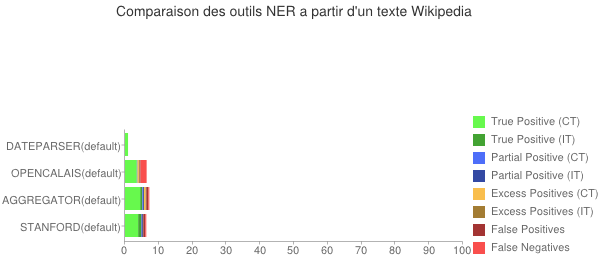 Comparaison des outils NER a partir d'un texte Wikipedia
DATEPARSER(default)
OPENCALAIS(default)
AGGREGATOR(default)
STANFORD(default)
0 10 20 30 40 50 60 70 80 90 100
True Positive (CT)
True Positive (IT)
Partial Positive (CT)
Partial Positive (IT)
Excess Positives (CT)
Excess Positives (IT)
False Positives
False Negatives